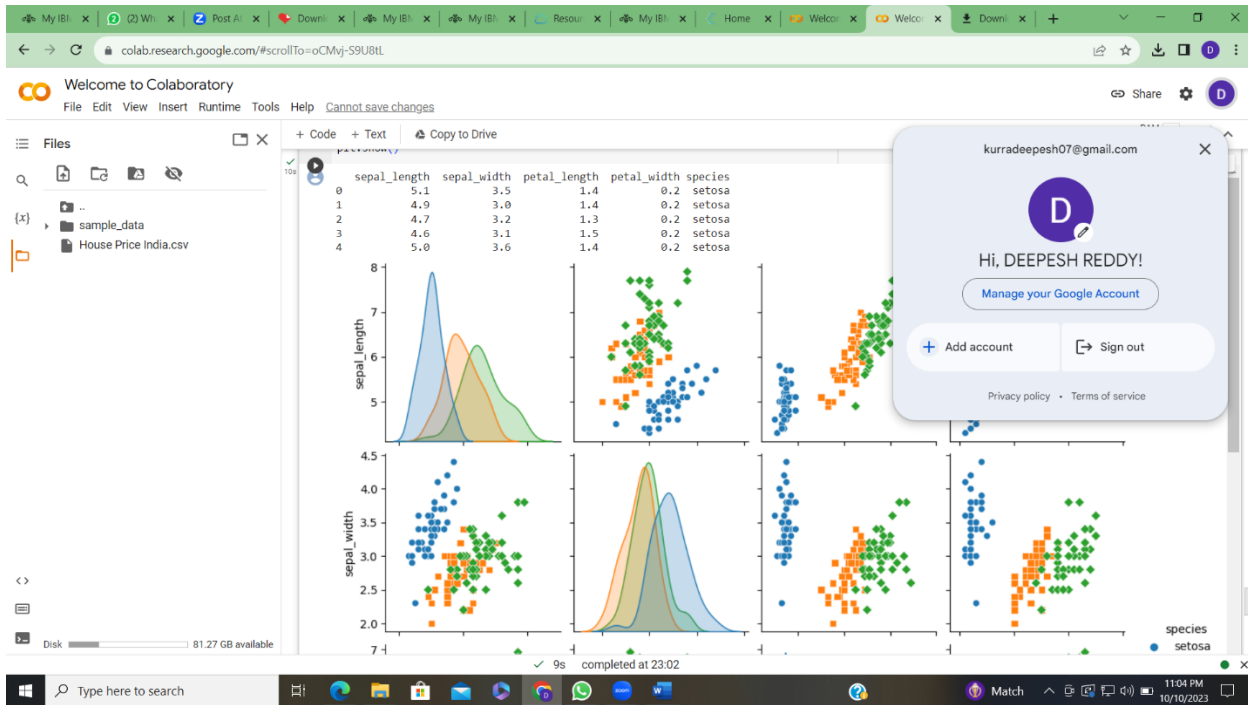 My IBM
(2) Wh
Post A
Downl
My IBM
My IBM
Resour
My IBM
Home
Welcor
Welcor
Downl
colab.research.google.com/#scrollTo=oCMvj-S9U8tL
D
Welcome to Colaboratory
File Edit View Insert Runtime Tools Help Cannot save changes
Share
D
Files
+ Code + Text Copy to Drive
plt.show()
10s
sepal_length sepal_width petal_length petal_width species
0 5.1 3.5 1.4 0.2 setosa
1 4.9 3.0 1.4 0.2 setosa
2 4.7 3.2 1.3 0.2 setosa
3 4.6 3.1 1.5 0.2 setosa
4 5.0 3.6 1.4 0.2 setosa
{x}
..
sample_data
House Price India.csv
kurradeepesh07@gmail.com
D
Hi, DEEPESH REDDY!
Manage your Google Account
Add account
Sign out
Privacy policy • Terms of service
8
7
6
5
sepal_length
4.5
4.0
3.5
3.0
2.5
2.0
sepal_width
7
species
setosa
Disk 81.27 GB available
9s completed at 23:02
Type here to search
zoom
W
Match
11:04 PM
10/10/2023